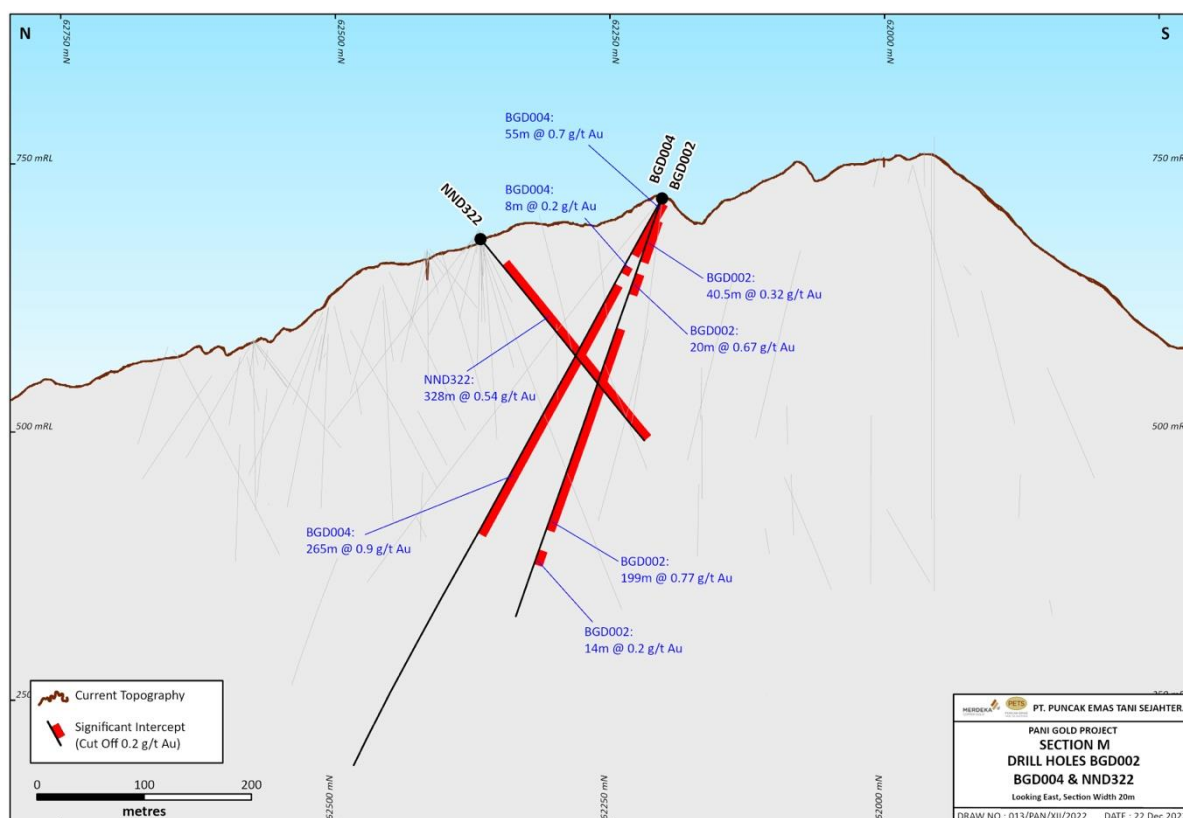 N
S
62750 mN
62500 mN
62250 mN
62000 mN
750 mRL
750 mRL
500 mRL
500 mRL
BGD004:
55m @ 0.7 g/t Au
BGD004
BGD002
BGD004:
8m @ 0.2 g/t Au
NND322
BGD002:
40.5m @ 0.32 g/t Au
BGD002:
20m @ 0.67 g/t Au
NND322:
328m @ 0.54 g/t Au
BGD004:
265m @ 0.9 g/t Au
BGD002:
199m @ 0.77 g/t Au
BGD002:
14m @ 0.2 g/t Au
Current Topography
Significant Intercept
(Cut Off 0.2 g/t Au)
0 100 200
metres
62500 mN
62250 mN
62000 mN
MERDEKA
PETS
PT. PUNCAK EMAS TANI SEJAHTER
PANI GOLD PROJECT
SECTION M
DRILL HOLES BGD002
BGD004 & NND322
Looking East, Section Width 20m
DRAW NO : 013/PAN/XII/2022 DATE : 22 Dec 202